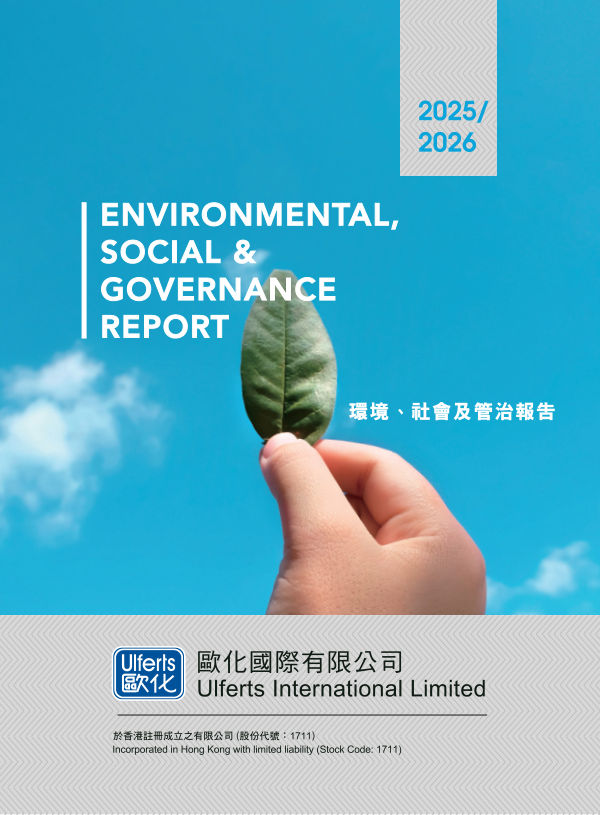 2025/
2026
ENVIRONMENTAL,
SOCIAL &
GOVERNANCE
REPORT
環境、社會及管治報告
Ulferts
歐化
歐化國際有限公司
Ulferts International Limited
於香港註冊成立之有限公司 (股份代號：1711)
Incorporated in Hong Kong with limited liability (Stock Code: 1711)